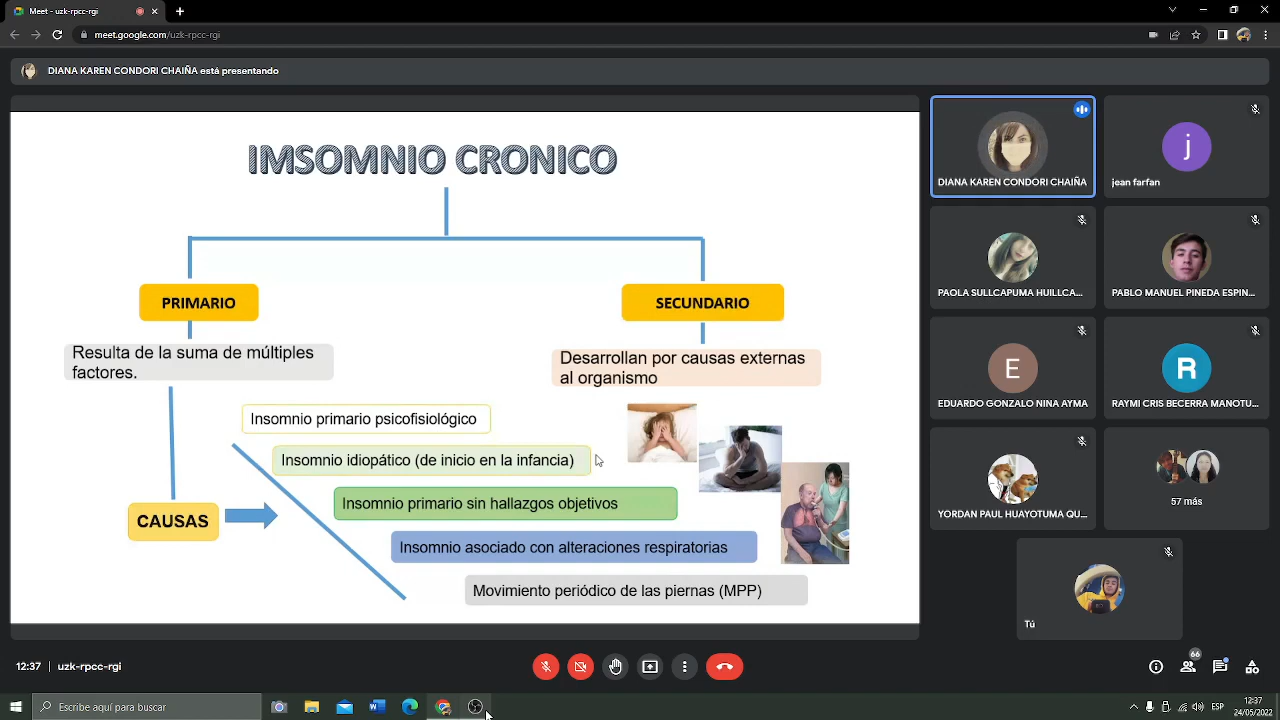 Meet - uzk-rpcc-rgi
meet.google.com/uzk-rpcc-rgi
DIANA KAREN CONDORI CHAIÑA está presentando
IMSOMNIO CRONICO
PRIMARIO
SECUNDARIO
Resulta de la suma de múltiples
factores.
Desarrollan por causas externas
al organismo
Insomnio primario psicofisiológico
Insomnio idiopático (de inicio en la infancia)
Insomnio primario sin hallazgos objetivos
CAUSAS
Insomnio asociado con alteraciones respiratorias
Movimiento periódico de las piernas (MPP)
DIANA KAREN CONDORI CHAIÑA
j
jean farfan
PAOLA SULLCAPUMA HUILLCA...
PABLO MANUEL PINEDA ESPIN...
E
EDUARDO GONZALO NINA AYMA
R
RAYMI CRIS BECERRA MANOTU...
YORDAN PAUL HUAYOTUMA QU...
57 más
Tú
12:37
uzk-rpcc-rgi
66
Escribe aquí para buscar
ESP
12:37
24/05/2022